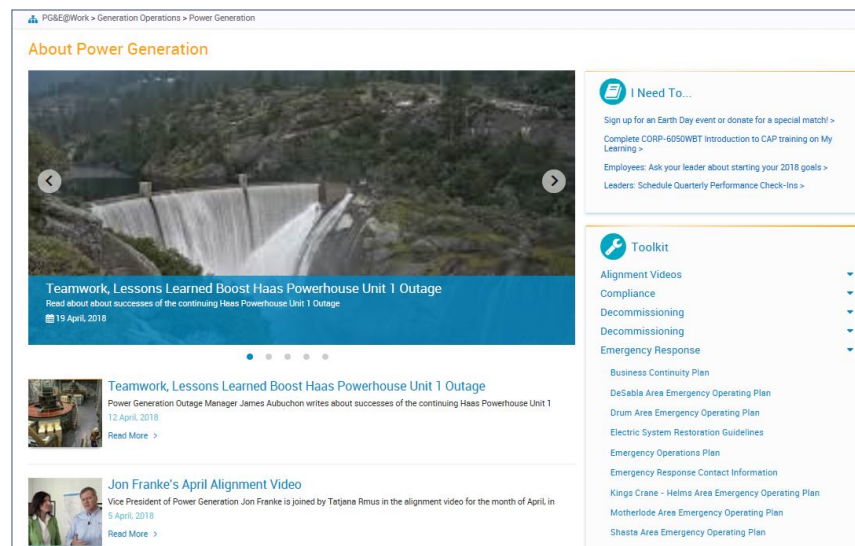 PG&E@Work > Generation Operations > Power Generation
About Power Generation
Teamwork, Lessons Learned Boost Haas Powerhouse Unit 1 Outage
Read about about successes of the continuing Haas Powerhouse Unit 1 Outage
19 April, 2018
Teamwork, Lessons Learned Boost Haas Powerhouse Unit 1 Outage
Power Generation Outage Manager James Aubuchon writes about successes of the continuing Haas Powerhouse Unit 1
12 April, 2018
Read More >
Jon Franke's April Alignment Video
Vice President of Power Generation Jon Franke is joined by Tatjana Rmus in the alignment video for the month of April, in
5 April, 2018
Read More >
I Need To...
Sign up for an Earth Day event or donate for a special match! >
Complete CORP-6050WBT Introduction to CAP training on My
Learning >
Employees: Ask your leader about starting your 2018 goals >
Leaders: Schedule Quarterly Performance Check-Ins >
Toolkit
Alignment Videos
Compliance
Decommissioning
Decommissioning
Emergency Response
Business Continuity Plan
DeSabla Area Emergency Operating Plan
Drum Area Emergency Operating Plan
Electric System Restoration Guidelines
Emergency Operations Plan
Emergency Response Contact Information
Kings Crane - Helms Area Emergency Operating Plan
Motherlode Area Emergency Operating Plan
Shasta Area Emergency Operating Plan